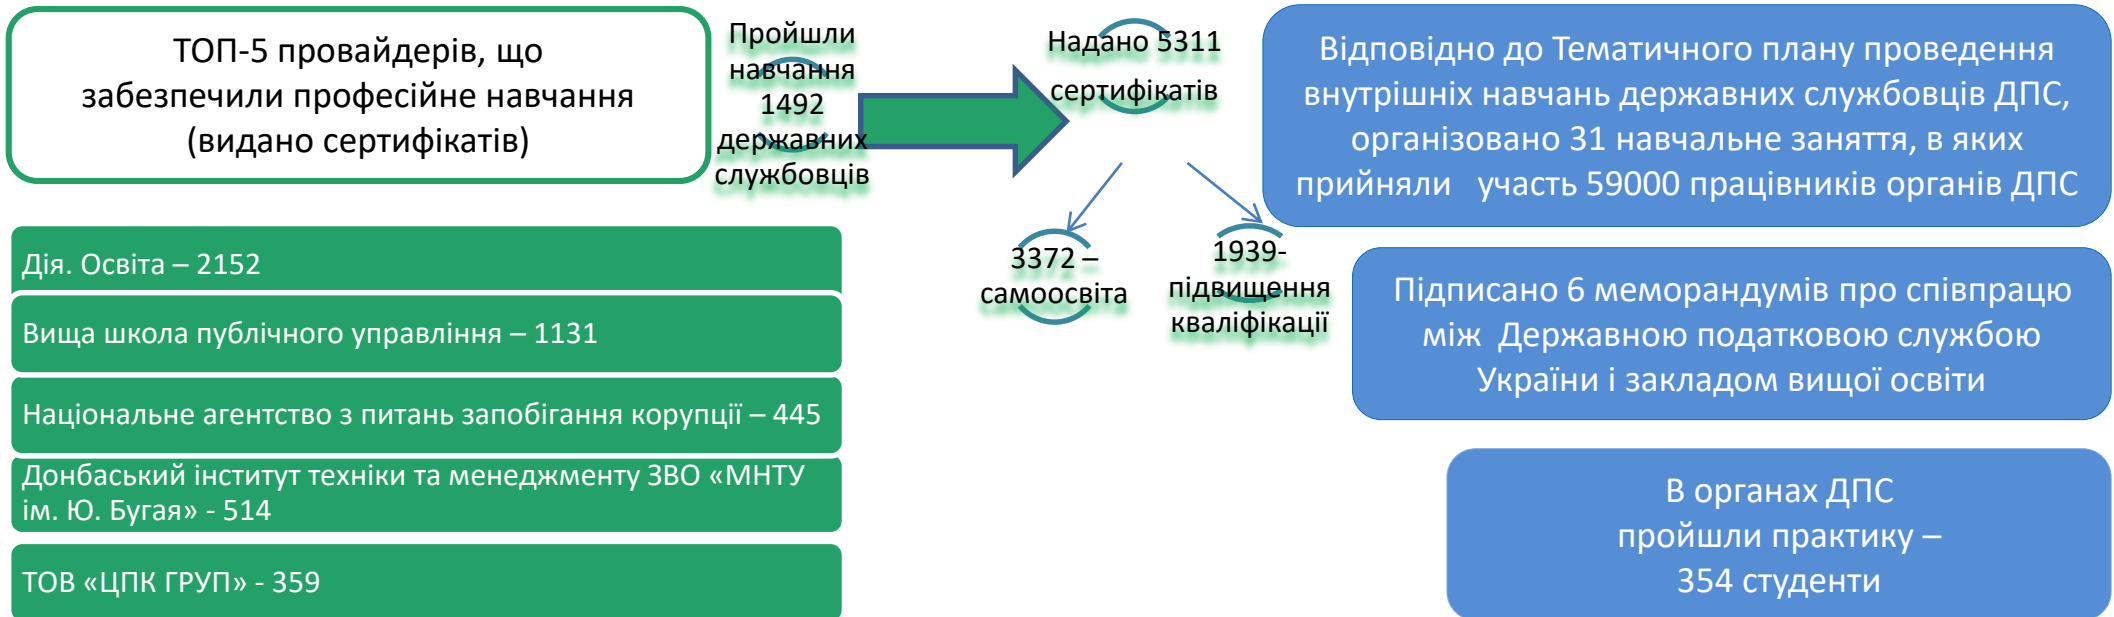 ТОП-5 провайдерів, що
забезпечили професійне навчання
(видано сертифікатів)
Пройшли
навчання
1492
державних
службовців
Надано 5311
сертифікатів
3372 –
самоосвіта
1939-
підвищення
кваліфікації
Відповідно до Тематичного плану проведення
внутрішніх навчань державних службовців ДПС,
організовано 31 навчальне заняття, в яких
прийняли участь 59000 працівників органів ДПС
Дія. Освіта – 2152
Вища школа публічного управління – 1131
Національне агентство з питань запобігання корупції – 445
Донбаський інститут техніки та менеджменту ЗВО «МНТУ
ім. Ю. Бугая» - 514
ТОВ «ЦПК ГРУП» - 359
Підписано 6 меморандумів про співпрацю
між Державною податковою службою
України і закладом вищої освіти
В органах ДПС
пройшли практику –
354 студенти